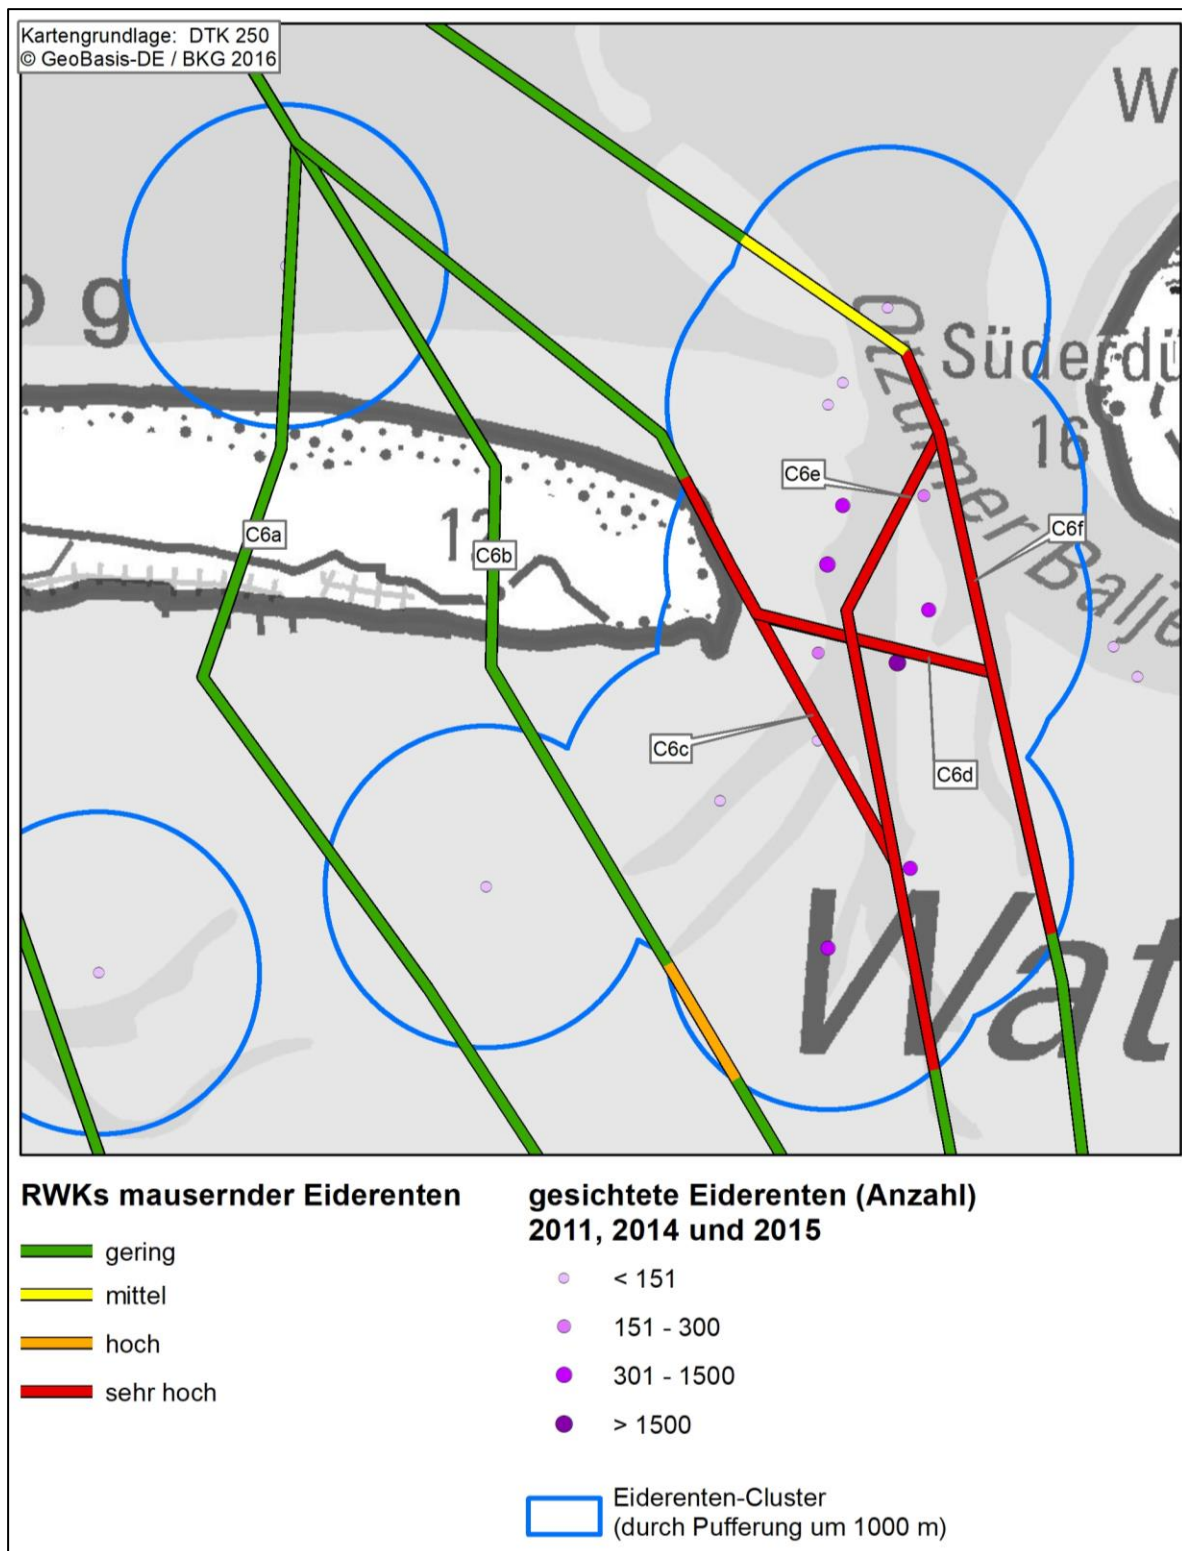 Kartengrundlage: DTK 250
© GeoBasis-DE / BKG 2016
W
o g
Otzumer Balje
Süderdü
16
C6e
C6f
C6a
C6b
C6c
C6d
Wat
RWKs mausernder Eiderenten
gering
mittel
hoch
sehr hoch
gesichtete Eiderenten (Anzahl)
2011, 2014 und 2015
< 151
151 - 300
301 - 1500
> 1500
Eiderenten-Cluster
(durch Pufferung um 1000 m)